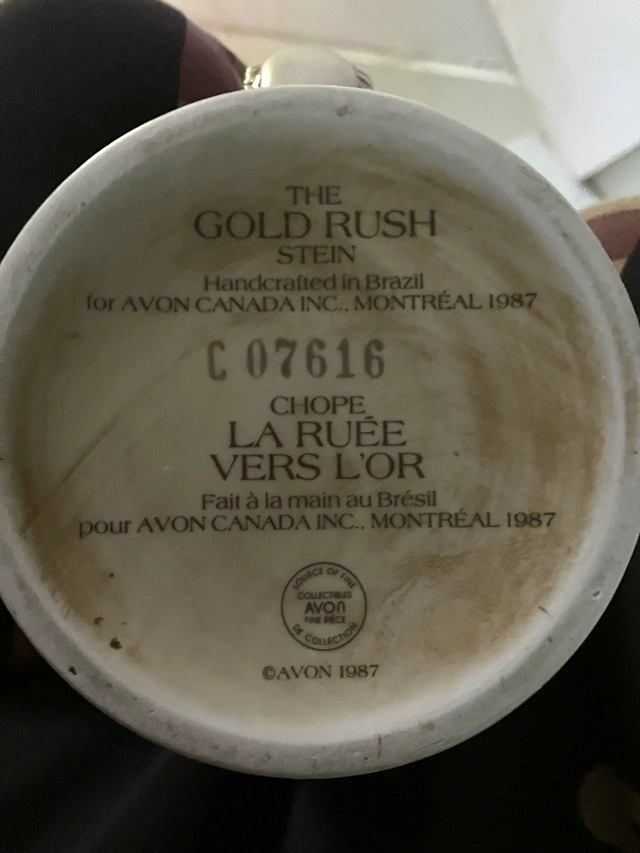 THE
GOLD RUSH
STEIN
Handcrafted in Brazil
for AVON CANADA INC., MONTRÉAL 1987
C 07616
CHOPE
LA RUÉE
VERS L'OR
Fait à la main au Brésil
pour AVON CANADA INC., MONTRÉAL 1987
SOURCE OF FINE
COLLECTIBLES
AVON
FINE PIÈCE
DE COLLECTION
©AVON 1987